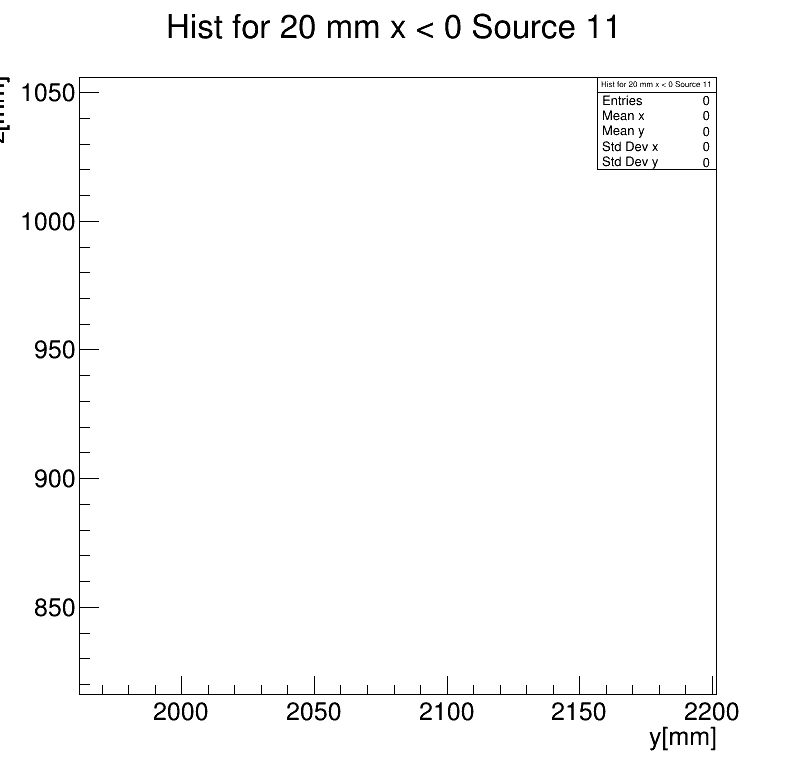 Hist for 20 mm x < 0 Source 11
z[mm]
1050
1000
950
900
850
Hist for 20 mm x < 0 Source 11
Entries 0
Mean x 0
Mean y 0
Std Dev x 0
Std Dev y 0
2000 2050 2100 2150 2200
y[mm]